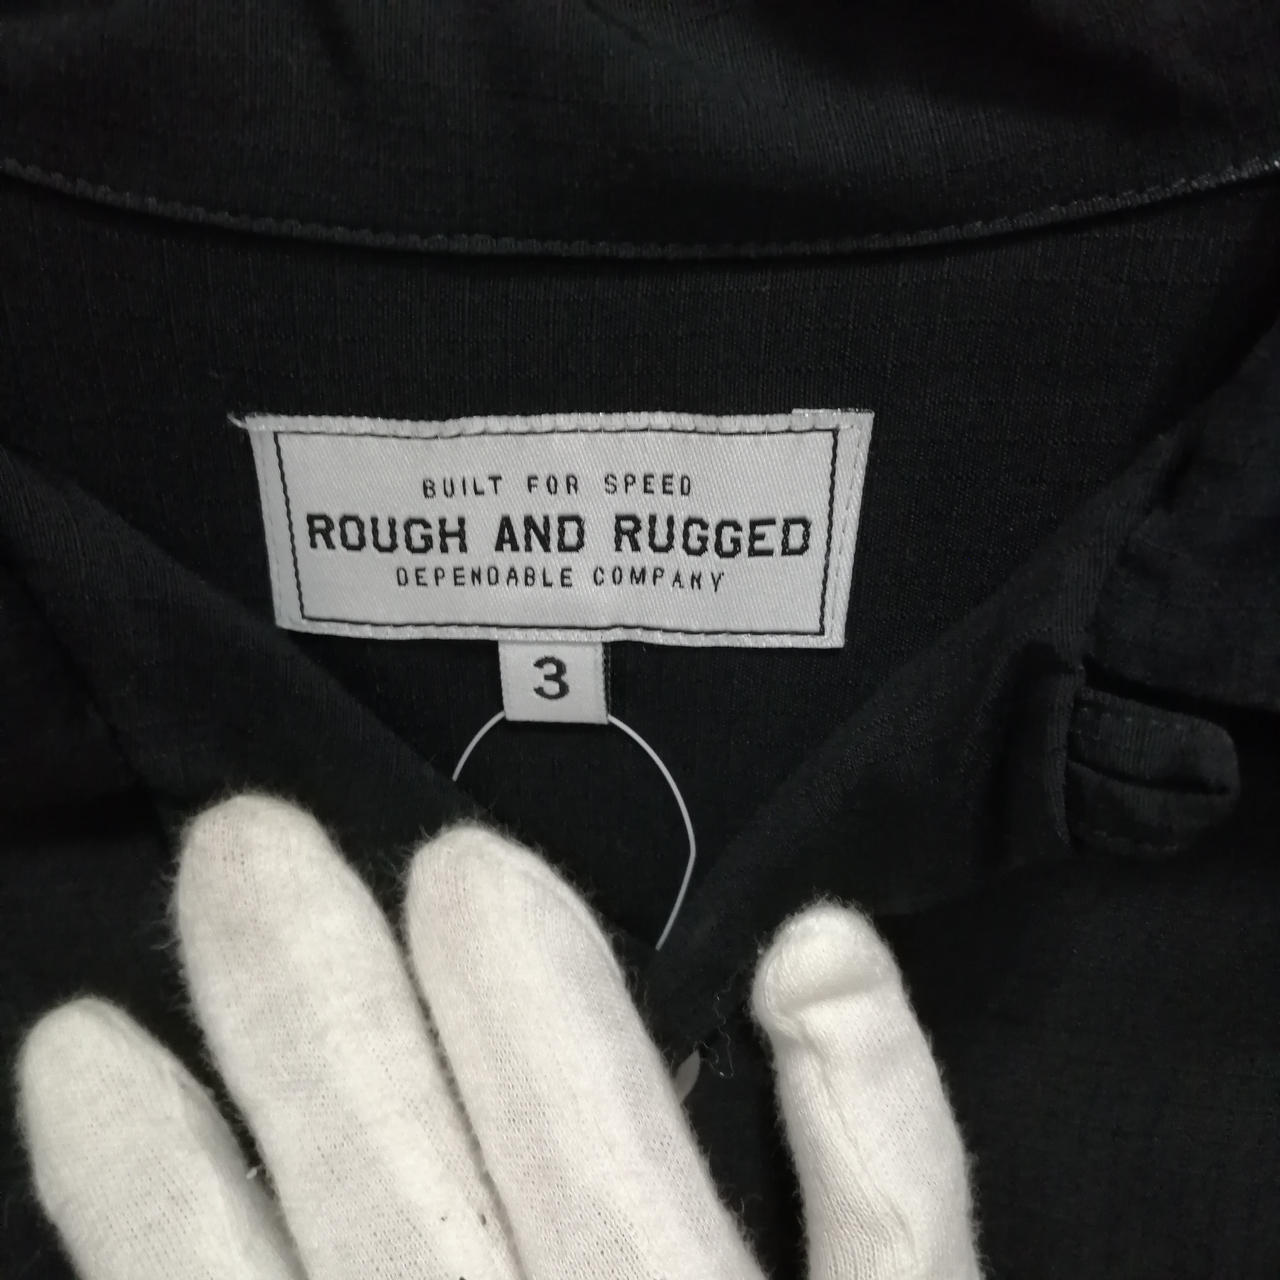 BUILT FOR SPEED
ROUGH AND RUGGED
DEPENDABLE COMPANY
3